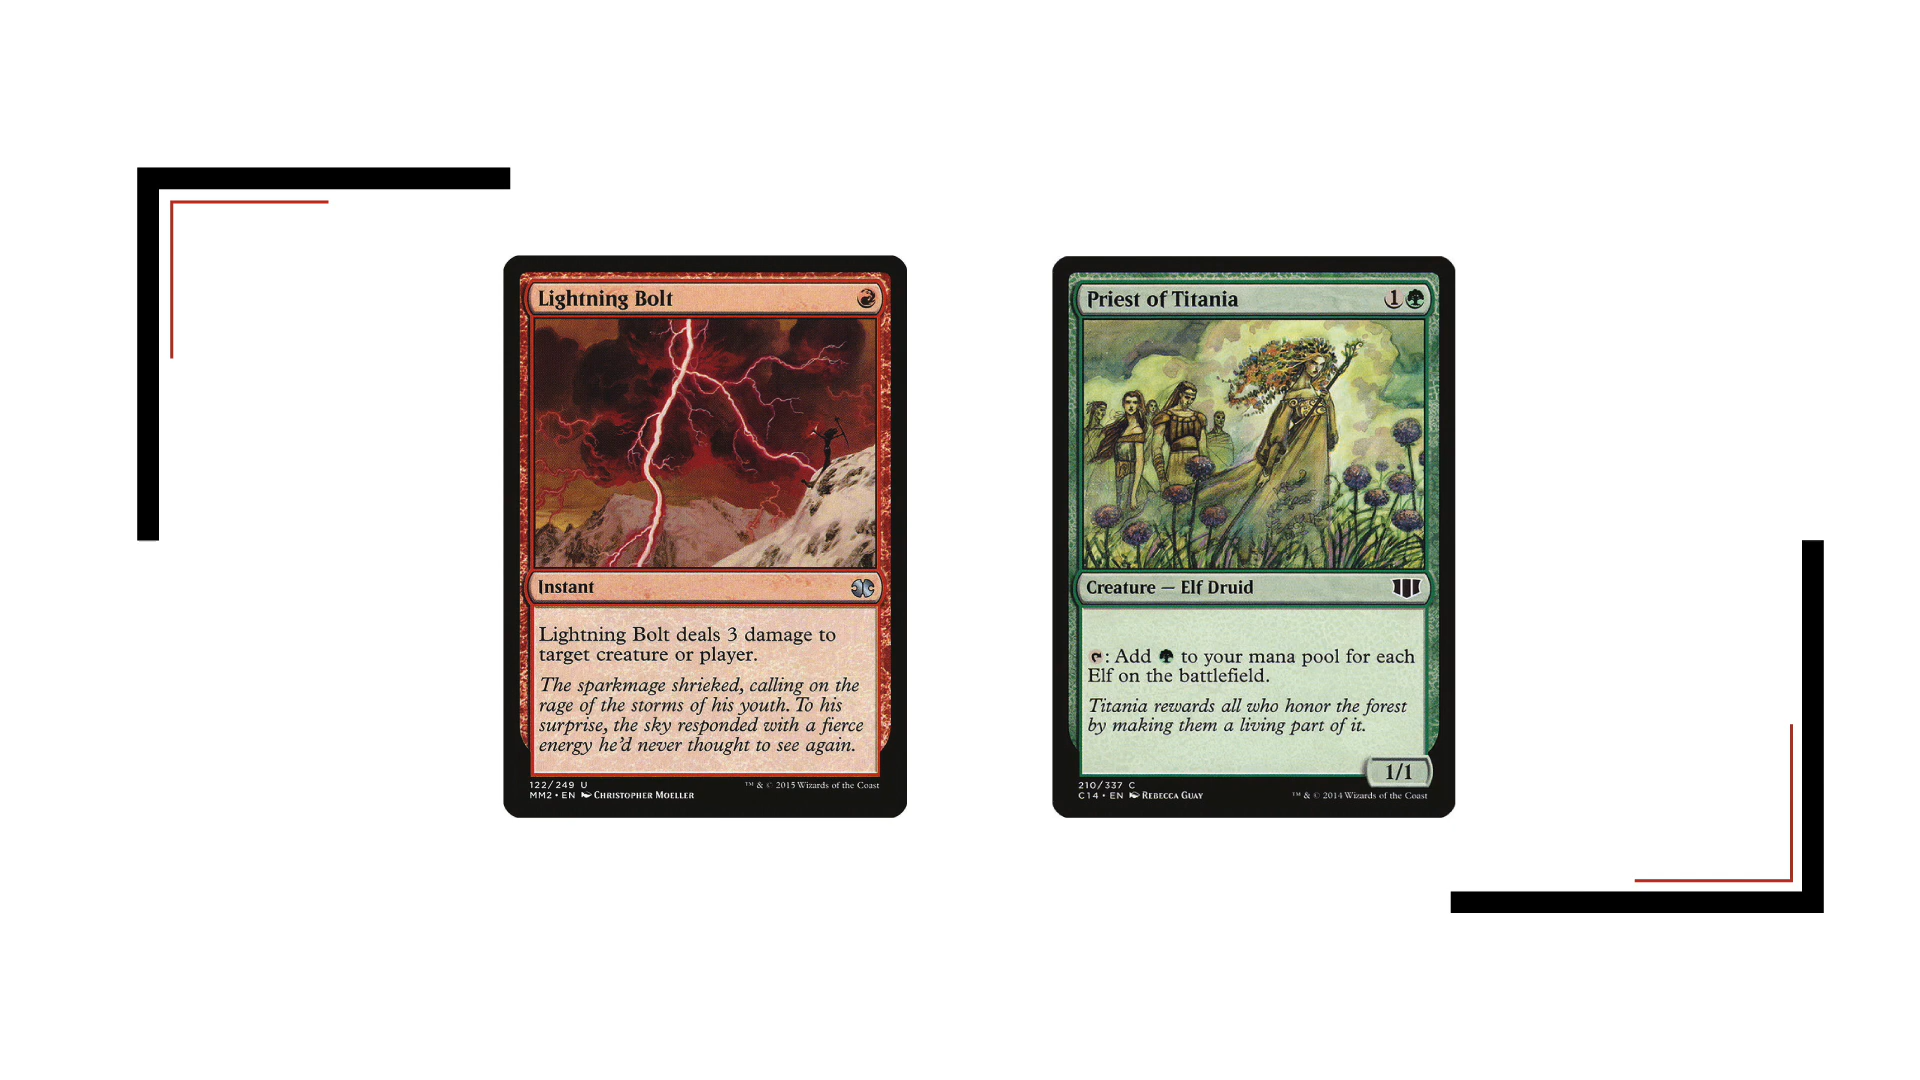 Lightning Bolt
Instant
Lightning Bolt deals 3 damage to
target creature or player.
The sparkmage shrieked, calling on the
rage of the storms of his youth. To his
surprise, the sky responded with a fierce
energy he'd never thought to see again.
122/249 U
MM2 • EN Christopher Moeller
™ & © 2015 Wizards of the Coast
Priest of Titania
1
Creature — Elf Druid
: Add to your mana pool for each
Elf on the battlefield.
Titania rewards all who honor the forest
by making them a living part of it.
1/1
210/337 C
C14 • EN Rebecca Guay
™ & © 2014 Wizards of the Coast